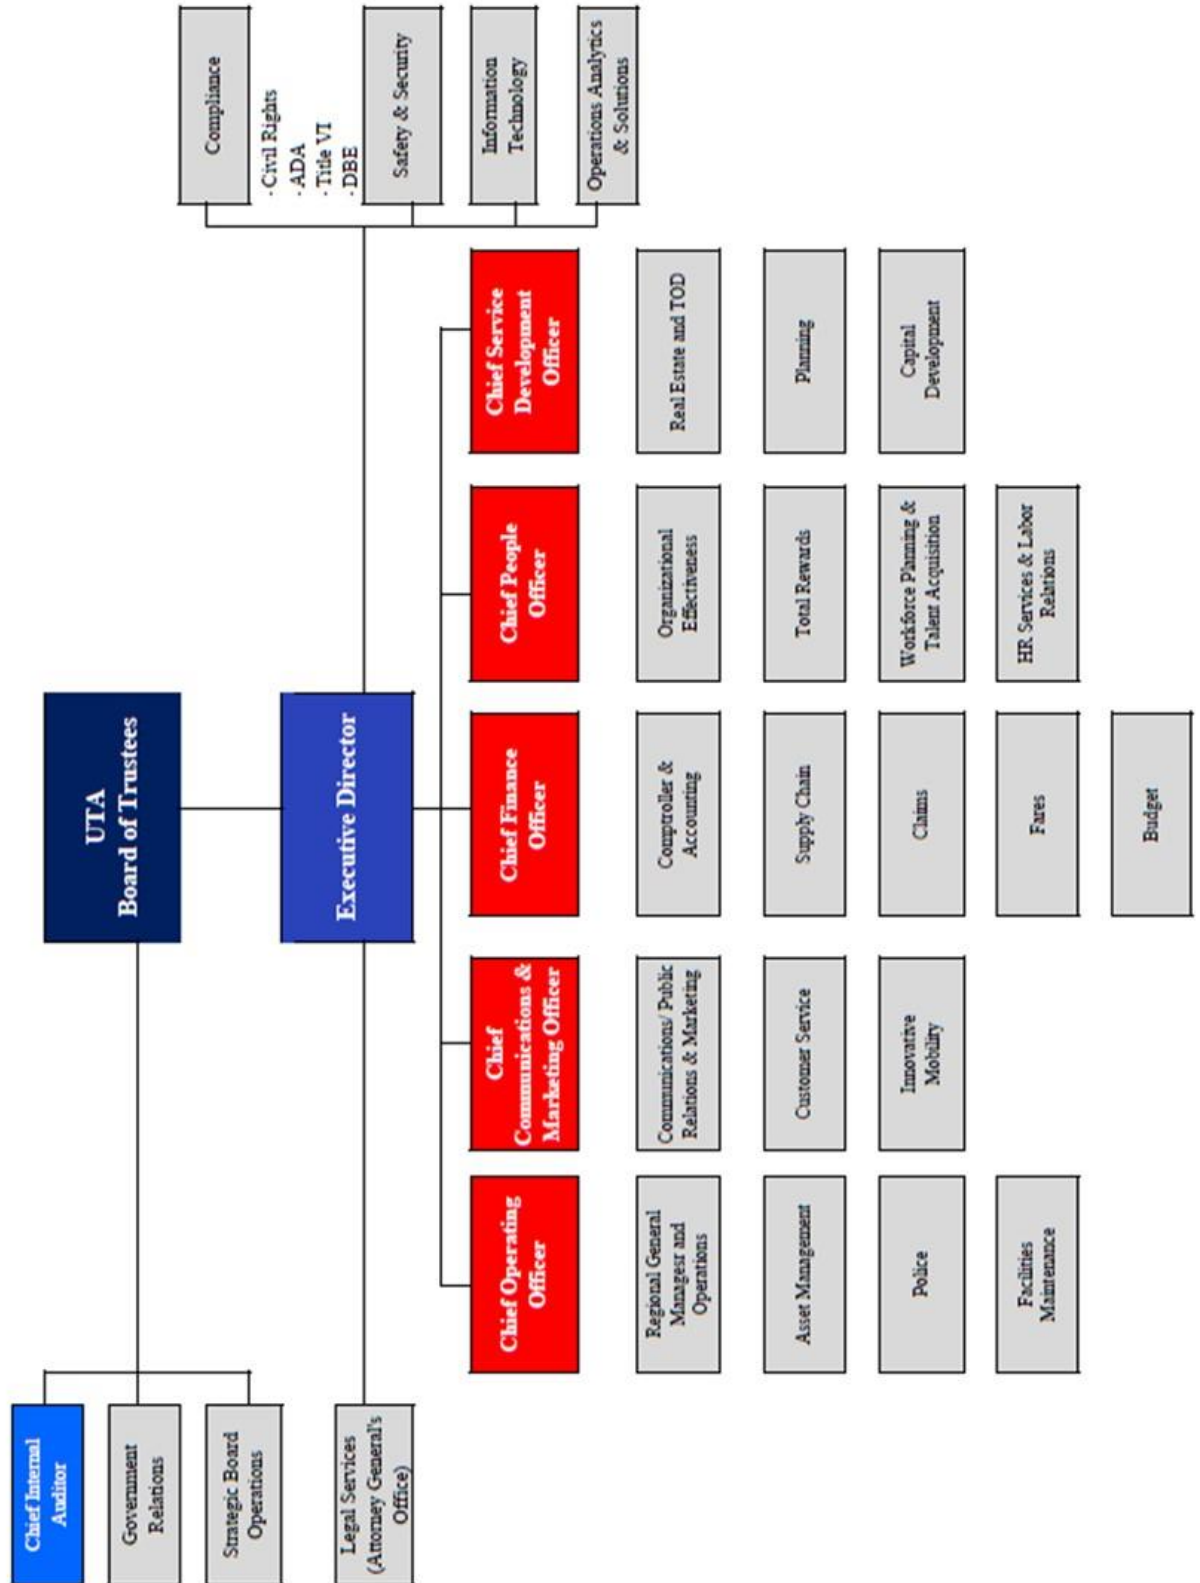 UTA
Board of Trustees
Chief Internal
Auditor
Government
Relations
Strategic Board
Operations
Executive Director
Legal Services
(Attorney General's
Office)
Compliance
- Civil Rights
- ADA
- Title VI
- DBE
Safety & Security
Information
Technology
Operations Analytics
& Solutions
Chief Operating
Officer
Regional General
Managesr and
Operations
Asset Management
Police
Facilities
Maintenance
Chief
Communications &
Marketing Officer
Communications/ Public
Relations & Marketing
Customer Service
Innovative
Mobility
Chief Finance
Officer
Comptroller &
Accounting
Supply Chain
Claims
Fares
Budget
Chief People
Officer
Organizational
Effectiveness
Total Rewards
Workforce Planning &
Talent Acquisition
HR Services & Labor
Relations
Chief Service
Development
Officer
Real Estate and TOD
Planning
Capital
Development